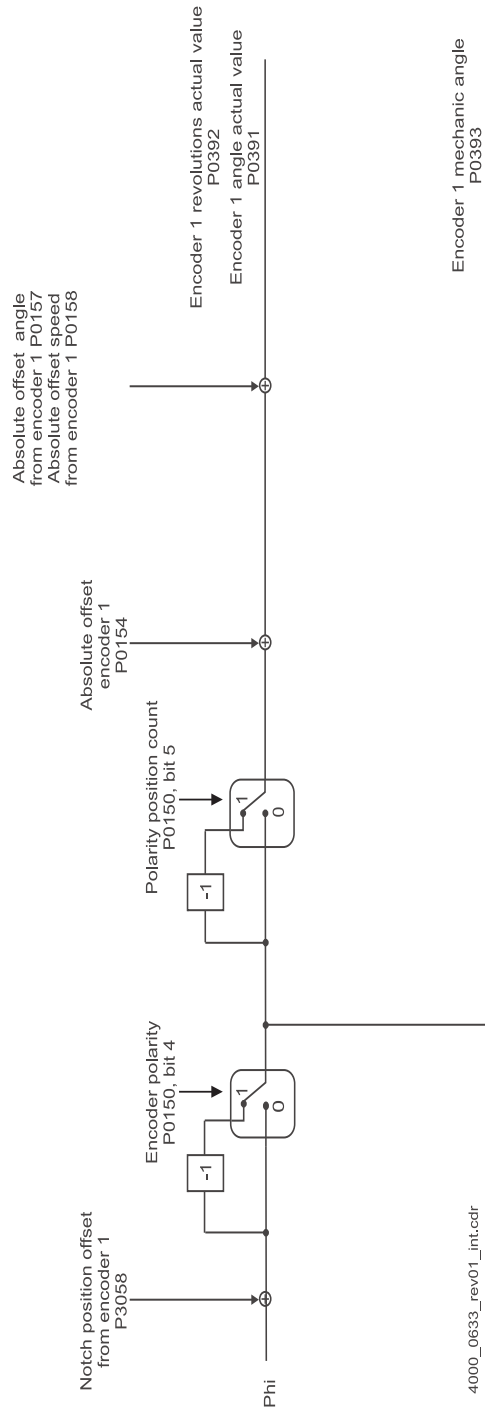 Phi
Notch position offset
from encoder 1
P3058
-1
Encoder polarity
P0150, bit 4
1
0
-1
Polarity position count
P0150, bit 5
1
0
Absolute offset
encoder 1
P0154
Absolute offset  angle
from encoder 1 P0157
Absolute offset speed
from encoder 1 P0158
Encoder 1 revolutions actual value
P0392
Encoder 1 angle actual value
P0391
Encoder 1 mechanic angle
P0393
4000_0633_rev01_int.cdr